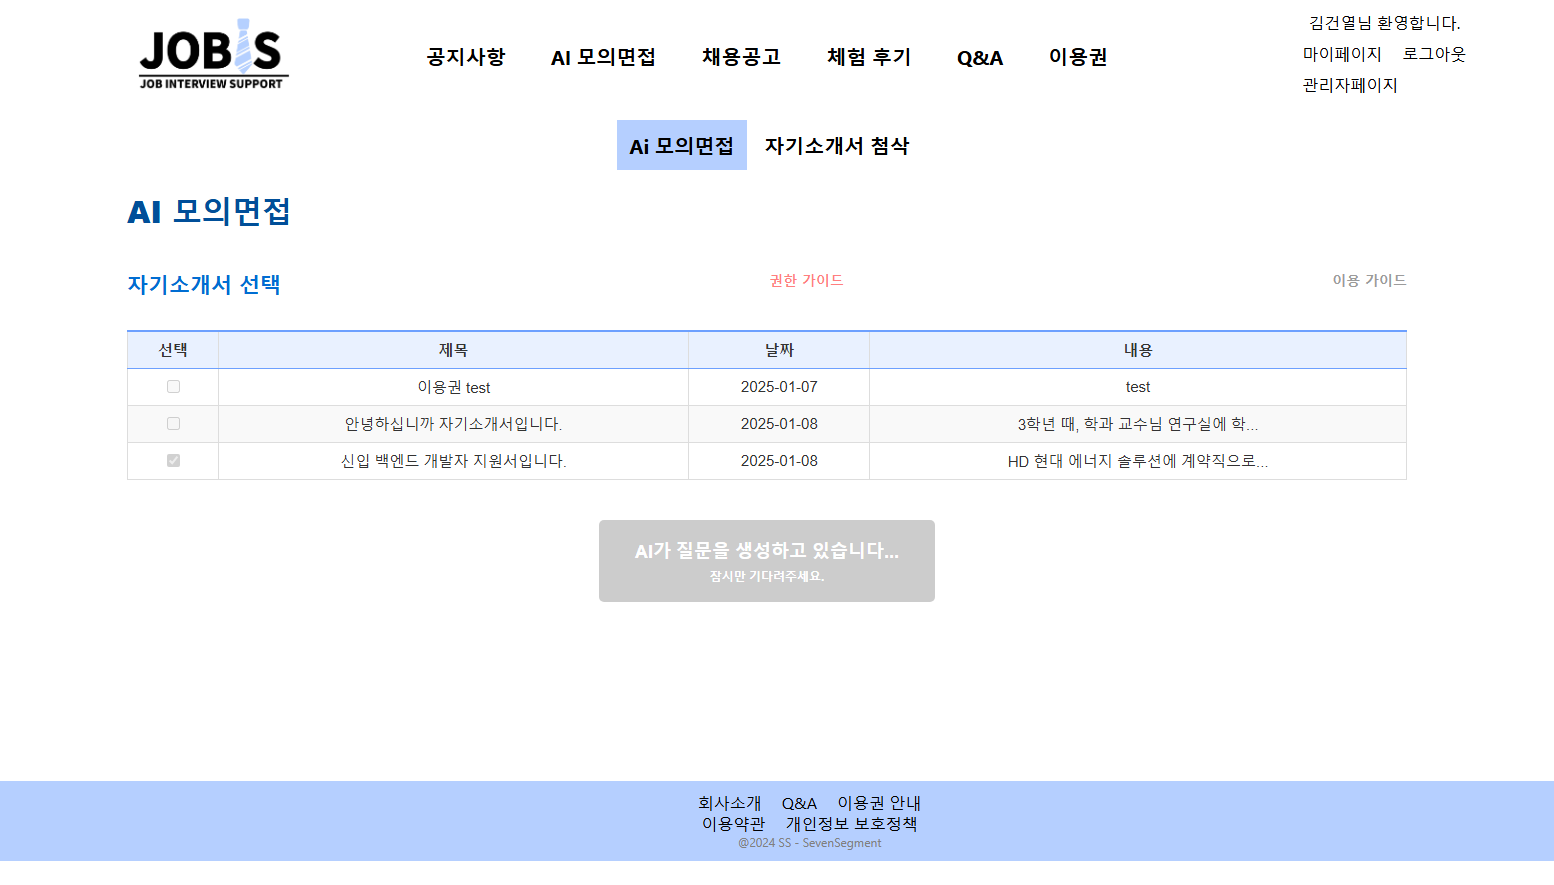 JOBIS
JOB INTERVIEW SUPPORT
공지사항 AI 모의면접 채용공고 체험 후기 Q&A 이용권
김건열님 환영합니다.
마이페이지 로그아웃
관리자페이지
Ai 모의면접 자기소개서 첨삭
AI 모의면접
자기소개서 선택 권한 가이드 이용 가이드
선택 제목 날짜 내용
이용권 test 2025-01-07 test
안녕하십니까 자기소개서입니다. 2025-01-08 3학년 때, 학과 교수님 연구실에 학...
신입 백엔드 개발자 지원서입니다. 2025-01-08 HD 현대 에너지 솔루션에 계약직으로...
AI가 질문을 생성하고 있습니다...
잠시만 기다려주세요.
회사소개 Q&A 이용권 안내
이용약관 개인정보 보호정책
@2024 SS - SevenSegment